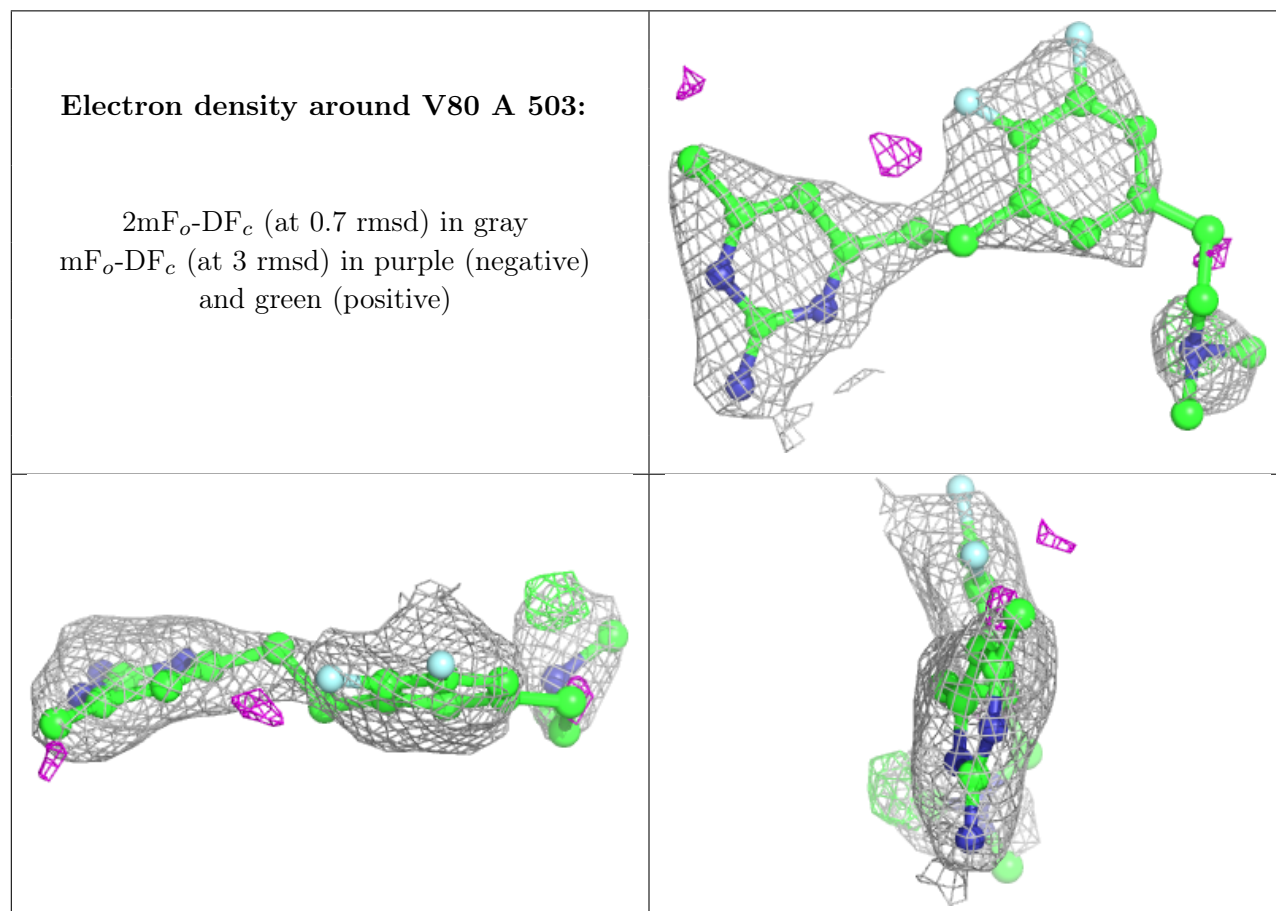 Electron density around V80 A 503:
2mFo-DFc (at 0.7 rmsd) in gray
mFo-DFc (at 3 rmsd) in purple (negative)
and green (positive)